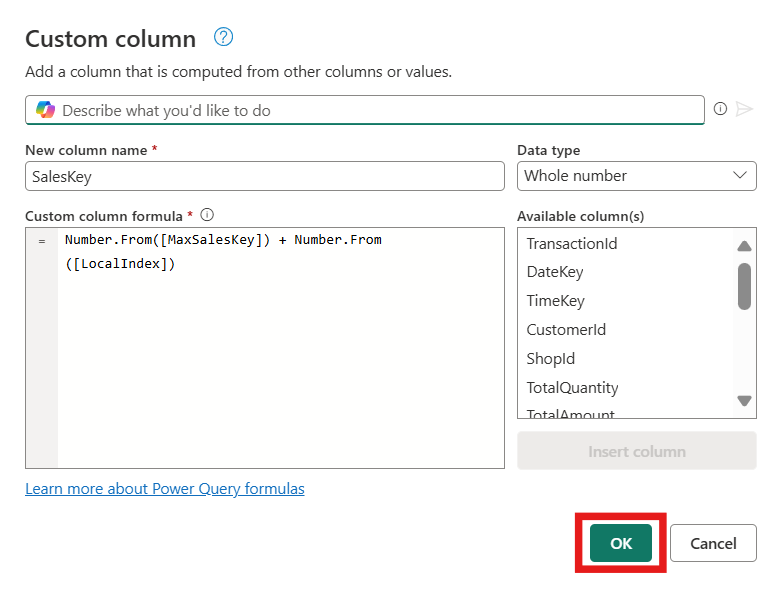 Custom column
Add a column that is computed from other columns or values.
Describe what you'd like to do
New column name *
Data type
SalesKey
Whole number
Custom column formula *
Available column(s)
= Number.From([MaxSalesKey]) + Number.From
([LocalIndex])
TransactionId
DateKey
TimeKey
CustomerId
ShopId
TotalQuantity
TotalAmount
Insert column
Learn more about Power Query formulas
OK
Cancel